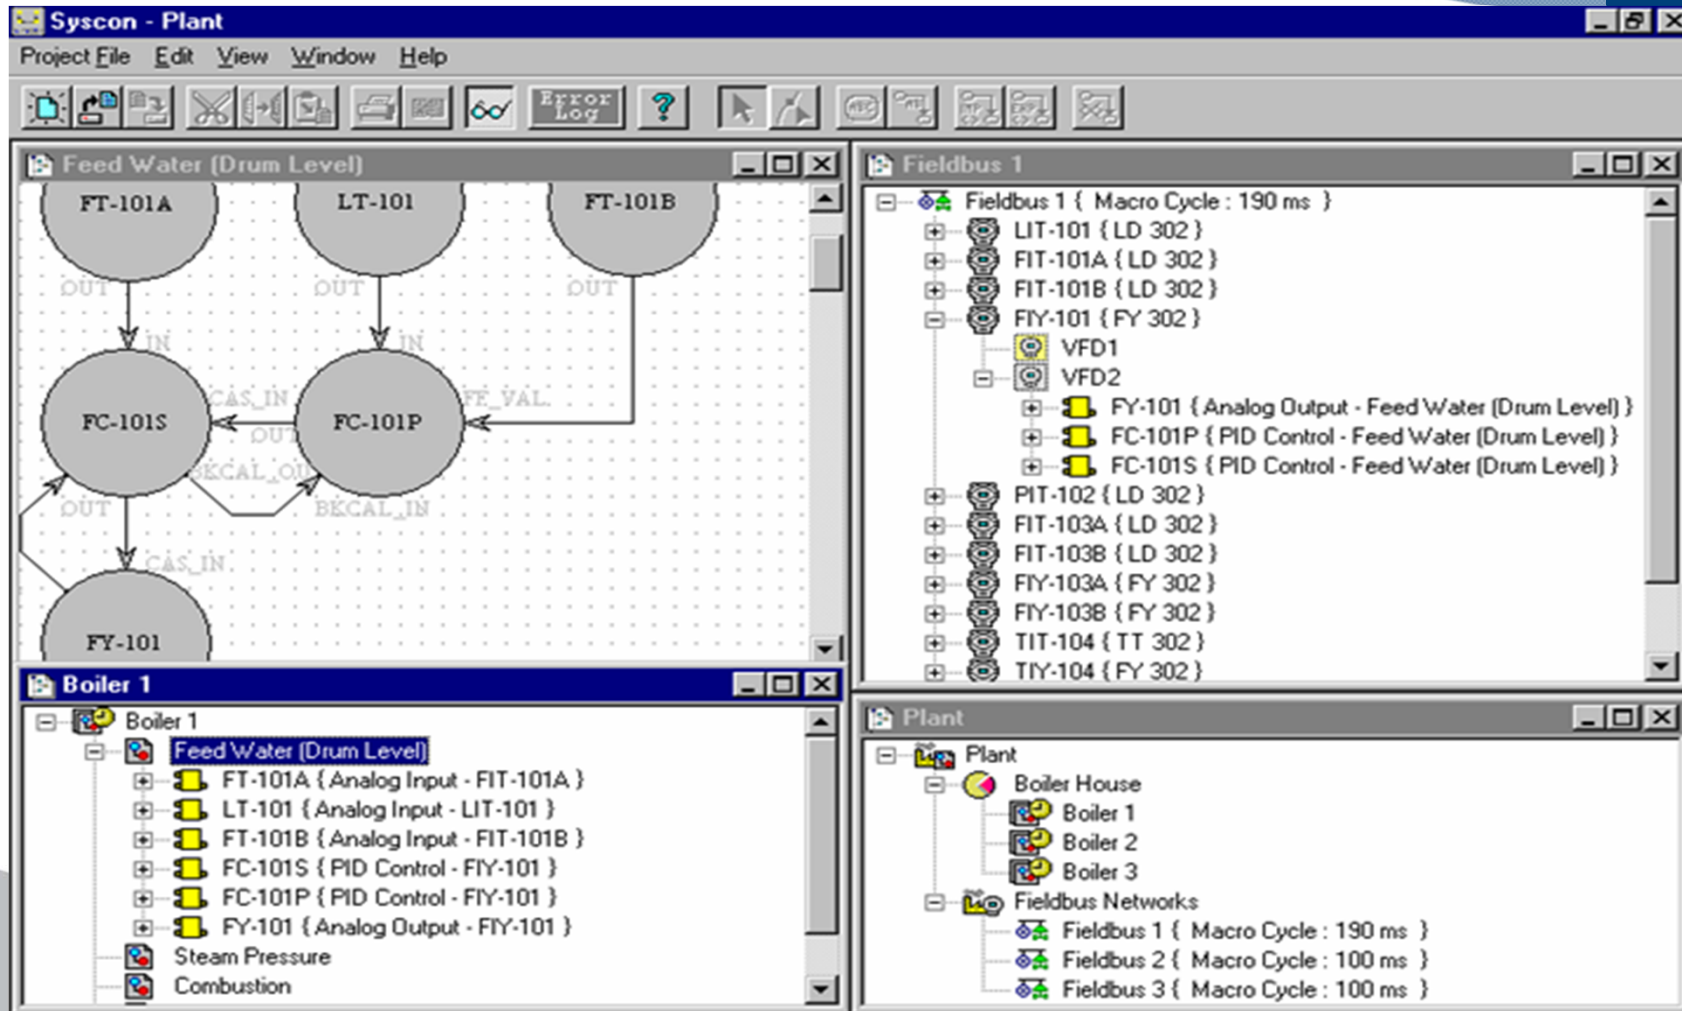 Syscon - Plant
Project File Edit View Window Help
Error Log
?
Feed Water (Drum Level)
FT-101A
LT-101
FT-101B
OUT
OUT
OUT
IN
IN
FC-101S
CAS_IN
OUT
FC-101P
FF_VAL
BKCAL_OU
BKCAL_IN
OUT
CAS_IN
FY-101
Boiler 1
Boiler 1
Feed Water (Drum Level)
FT-101A { Analog Input - FIT-101A }
LT-101 { Analog Input - LIT-101 }
FT-101B { Analog Input - FIT-101B }
FC-101S { PID Control - FIY-101 }
FC-101P { PID Control - FIY-101 }
FY-101 { Analog Output - FIY-101 }
Steam Pressure
Combustion
Fieldbus 1
Fieldbus 1 { Macro Cycle : 190 ms }
LIT-101 { LD 302 }
FIT-101A { LD 302 }
FIT-101B { LD 302 }
FIY-101 { FY 302 }
VFD1
VFD2
FY-101 { Analog Output - Feed Water (Drum Level) }
FC-101P { PID Control - Feed Water (Drum Level) }
FC-101S { PID Control - Feed Water (Drum Level) }
PIT-102 { LD 302 }
FIT-103A { LD 302 }
FIT-103B { LD 302 }
FIY-103A { FY 302 }
FIY-103B { FY 302 }
TIT-104 { TT 302 }
TIY-104 { FY 302 }
Plant
Plant
Boiler House
Boiler 1
Boiler 2
Boiler 3
Fieldbus Networks
Fieldbus 1 { Macro Cycle : 190 ms }
Fieldbus 2 { Macro Cycle : 100 ms }
Fieldbus 3 { Macro Cycle : 100 ms }